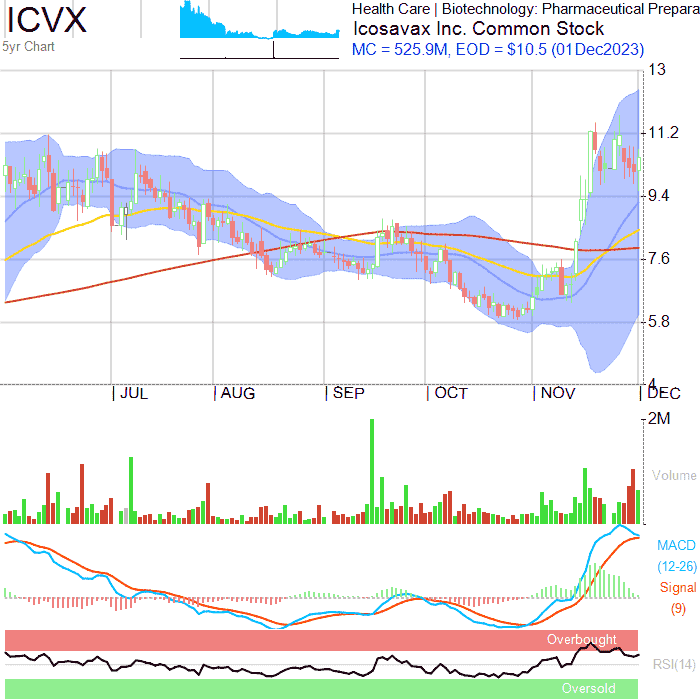 ICVX
5yr Chart
Health Care | Biotechnology: Pharmaceutical Prepara
Icosavax Inc. Common Stock
MC = 525.9M, EOD = $10.5 (01Dec2023)
13
11.2
9.4
7.6
5.8
4
| JUL | AUG | SEP | OCT | NOV | DEC
2M
Volume
MACD
(12-26)
Signal
(9)
Overbought
RSI(14)
Oversold